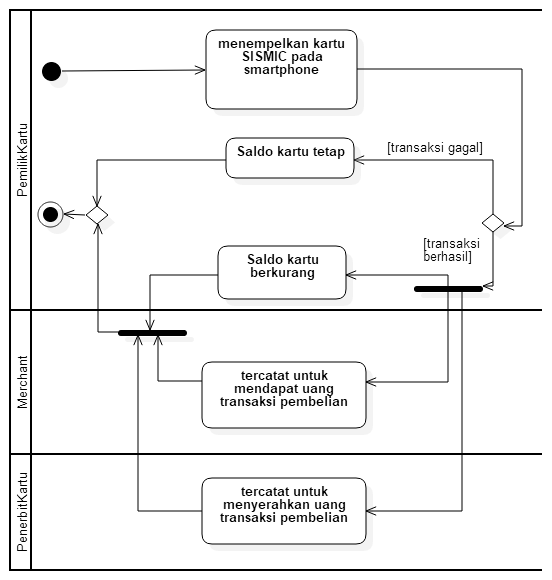 PemilikKartu
menempelkan kartu
SISMIC pada
smartphone
Saldo kartu tetap
[transaksi gagal]
[transaksi
berhasil]
Saldo kartu
berkurang
Merchant
tercatat untuk
mendapat uang
transaksi pembelian
PenerbitKartu
tercatat untuk
menyerahkan uang
transaksi pembelian